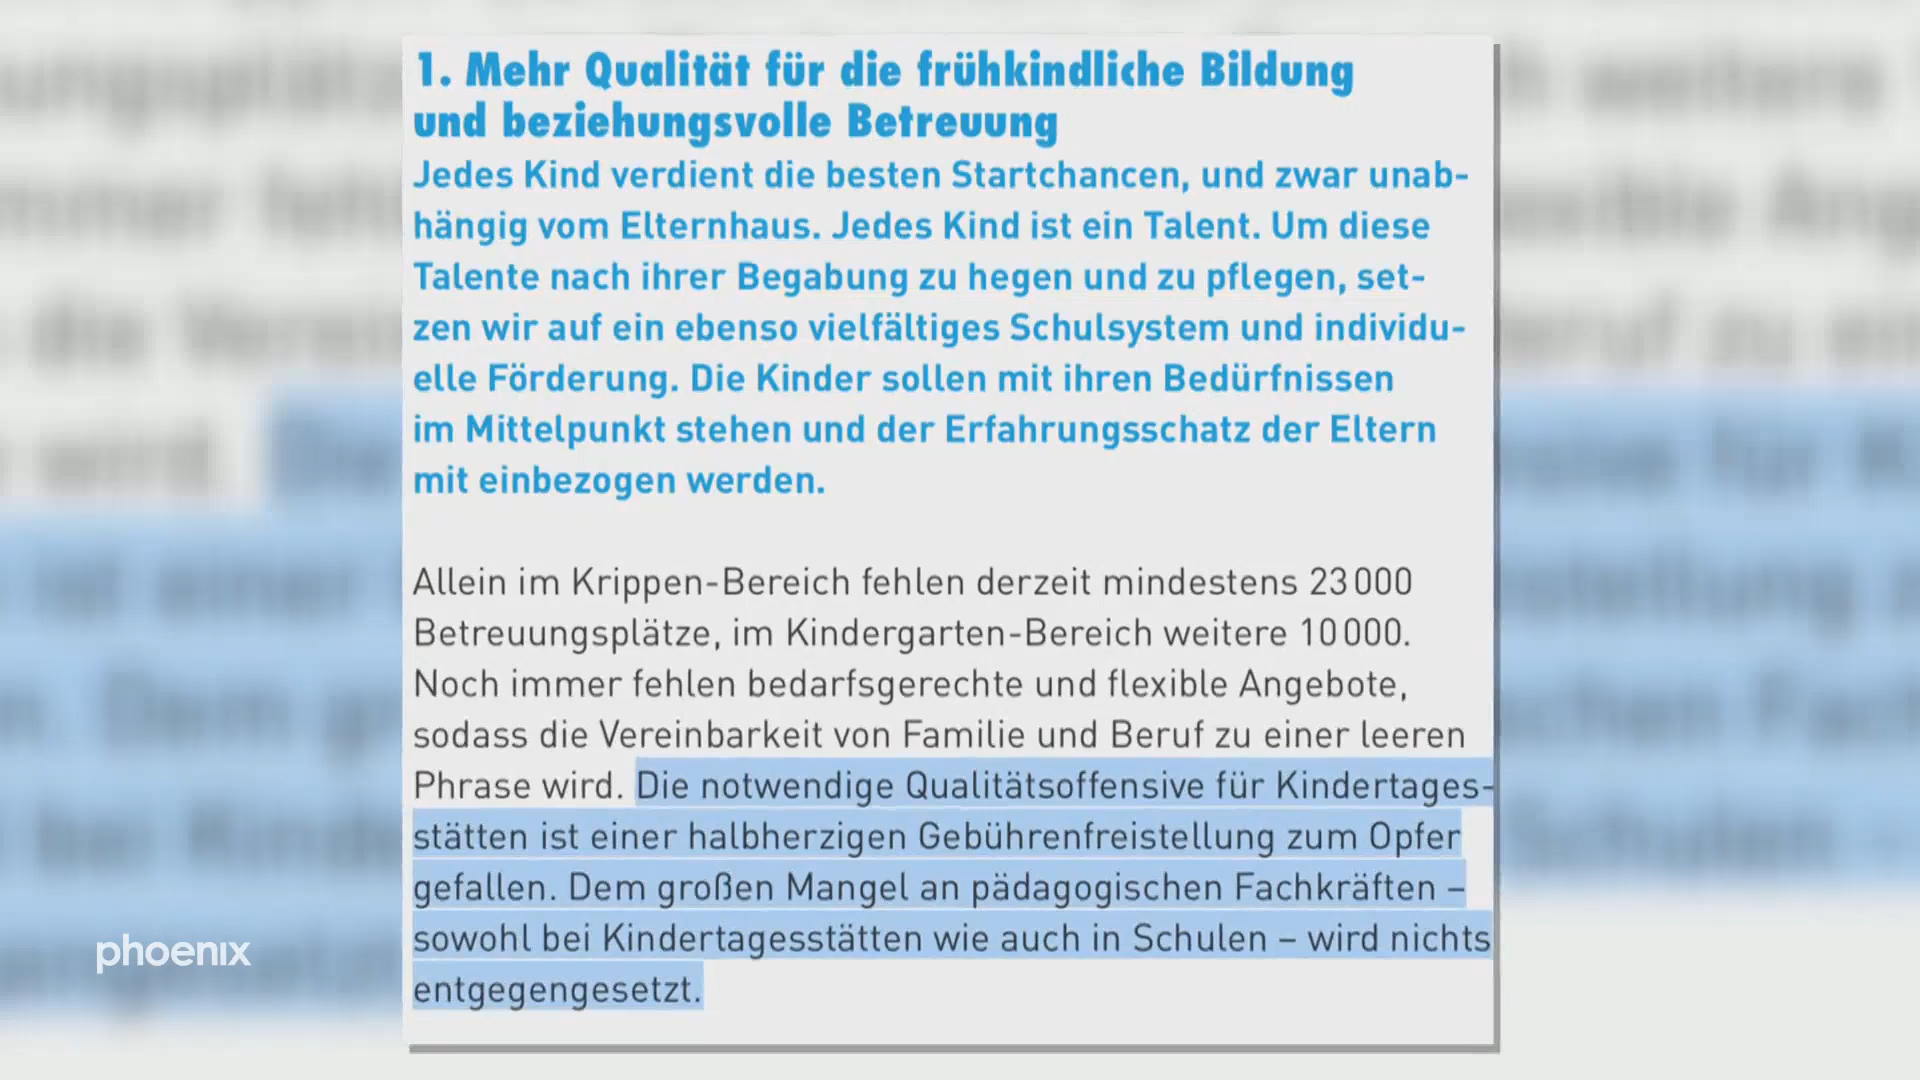 1. Mehr Qualität für die frühkindliche Bildung
und beziehungsvolle Betreuung
Jedes Kind verdient die besten Startchancen, und zwar unab-
hängig vom Elternhaus. Jedes Kind ist ein Talent. Um diese
Talente nach ihrer Begabung zu hegen und zu pflegen, set-
zen wir auf ein ebenso vielfältiges Schulsystem und individu-
elle Förderung. Die Kinder sollen mit ihren Bedürfnissen
im Mittelpunkt stehen und der Erfahrungsschatz der Eltern
mit einbezogen werden.
Allein im Krippen-Bereich fehlen derzeit mindestens 23 000
Betreuungsplätze, im Kindergarten-Bereich weitere 10 000.
Noch immer fehlen bedarfsgerechte und flexible Angebote,
sodass die Vereinbarkeit von Familie und Beruf zu einer leeren
Phrase wird. Die notwendige Qualitätsoffensive für Kindertages-
stätten ist einer halbherzigen Gebührenfreistellung zum Opfer
gefallen. Dem großen Mangel an pädagogischen Fachkräften –
sowohl bei Kindertagesstätten wie auch in Schulen – wird nichts
entgegengesetzt.
phoenix